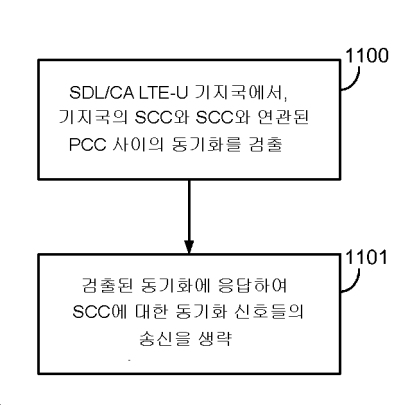 1100
SDL/CA LTE-U 기지국에서,
기지국의 SCC와 SCC와 연관된
PCC 사이의 동기화를 검출
1101
검출된 동기화에 응답하여
SCC에 대한 동기화 신호들의
송신을 생략